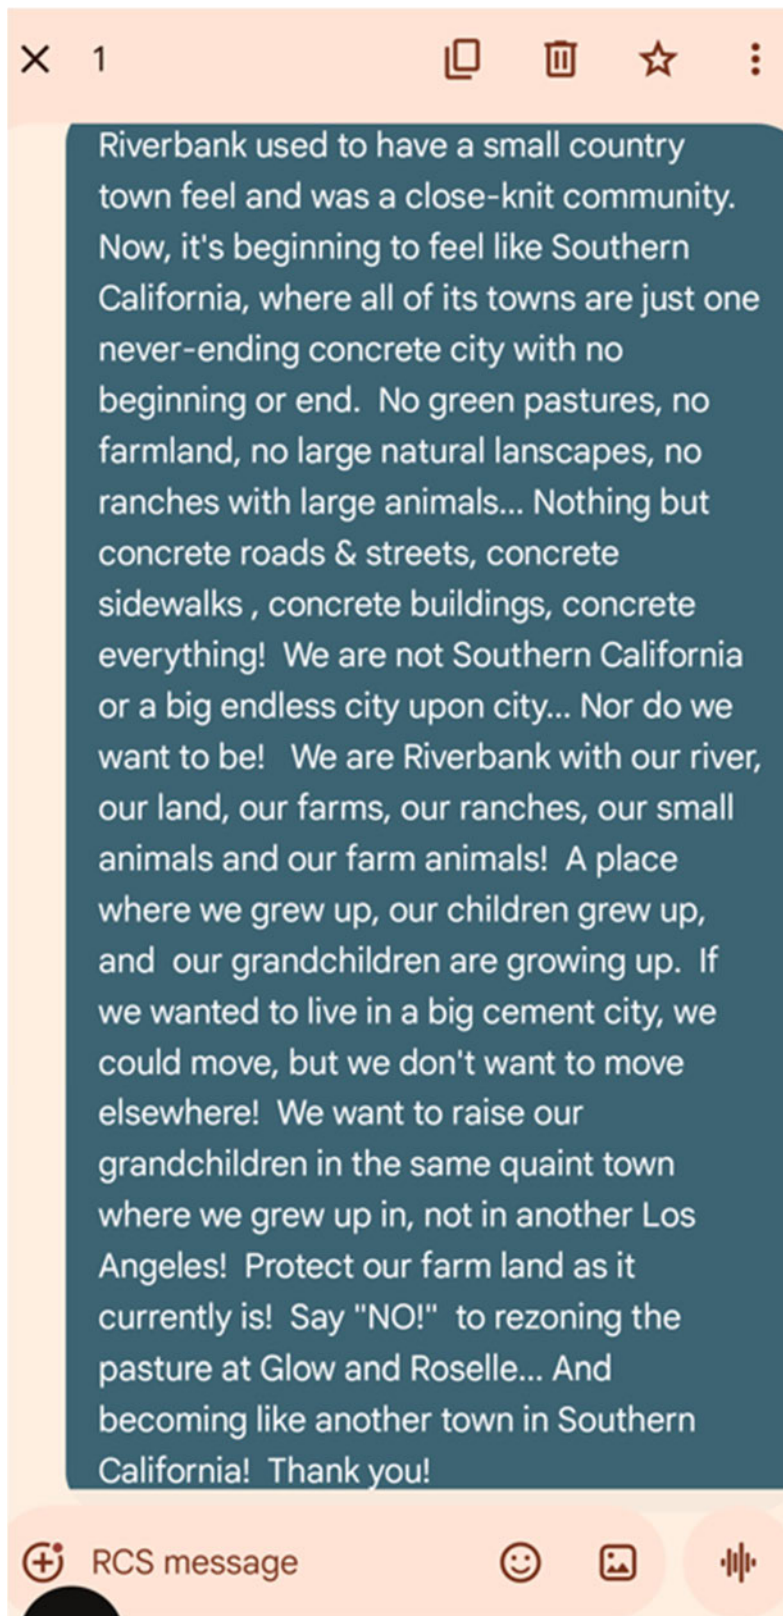 1
Riverbank used to have a small country
town feel and was a close-knit community.
Now, it's beginning to feel like Southern
California, where all of its towns are just one
never-ending concrete city with no
beginning or end.  No green pastures, no
farmland, no large natural lanscapes, no
ranches with large animals... Nothing but
concrete roads & streets, concrete
sidewalks , concrete buildings, concrete
everything!  We are not Southern California
or a big endless city upon city... Nor do we
want to be!   We are Riverbank with our river,
our land, our farms, our ranches, our small
animals and our farm animals!  A place
where we grew up, our children grew up,
and  our grandchildren are growing up.  If
we wanted to live in a big cement city, we
could move, but we don't want to move
elsewhere!  We want to raise our
grandchildren in the same quaint town
where we grew up in, not in another Los
Angeles!  Protect our farm land as it
currently is!  Say "NO!"  to rezoning the
pasture at Glow and Roselle... And
becoming like another town in Southern
California!  Thank you!
RCS message